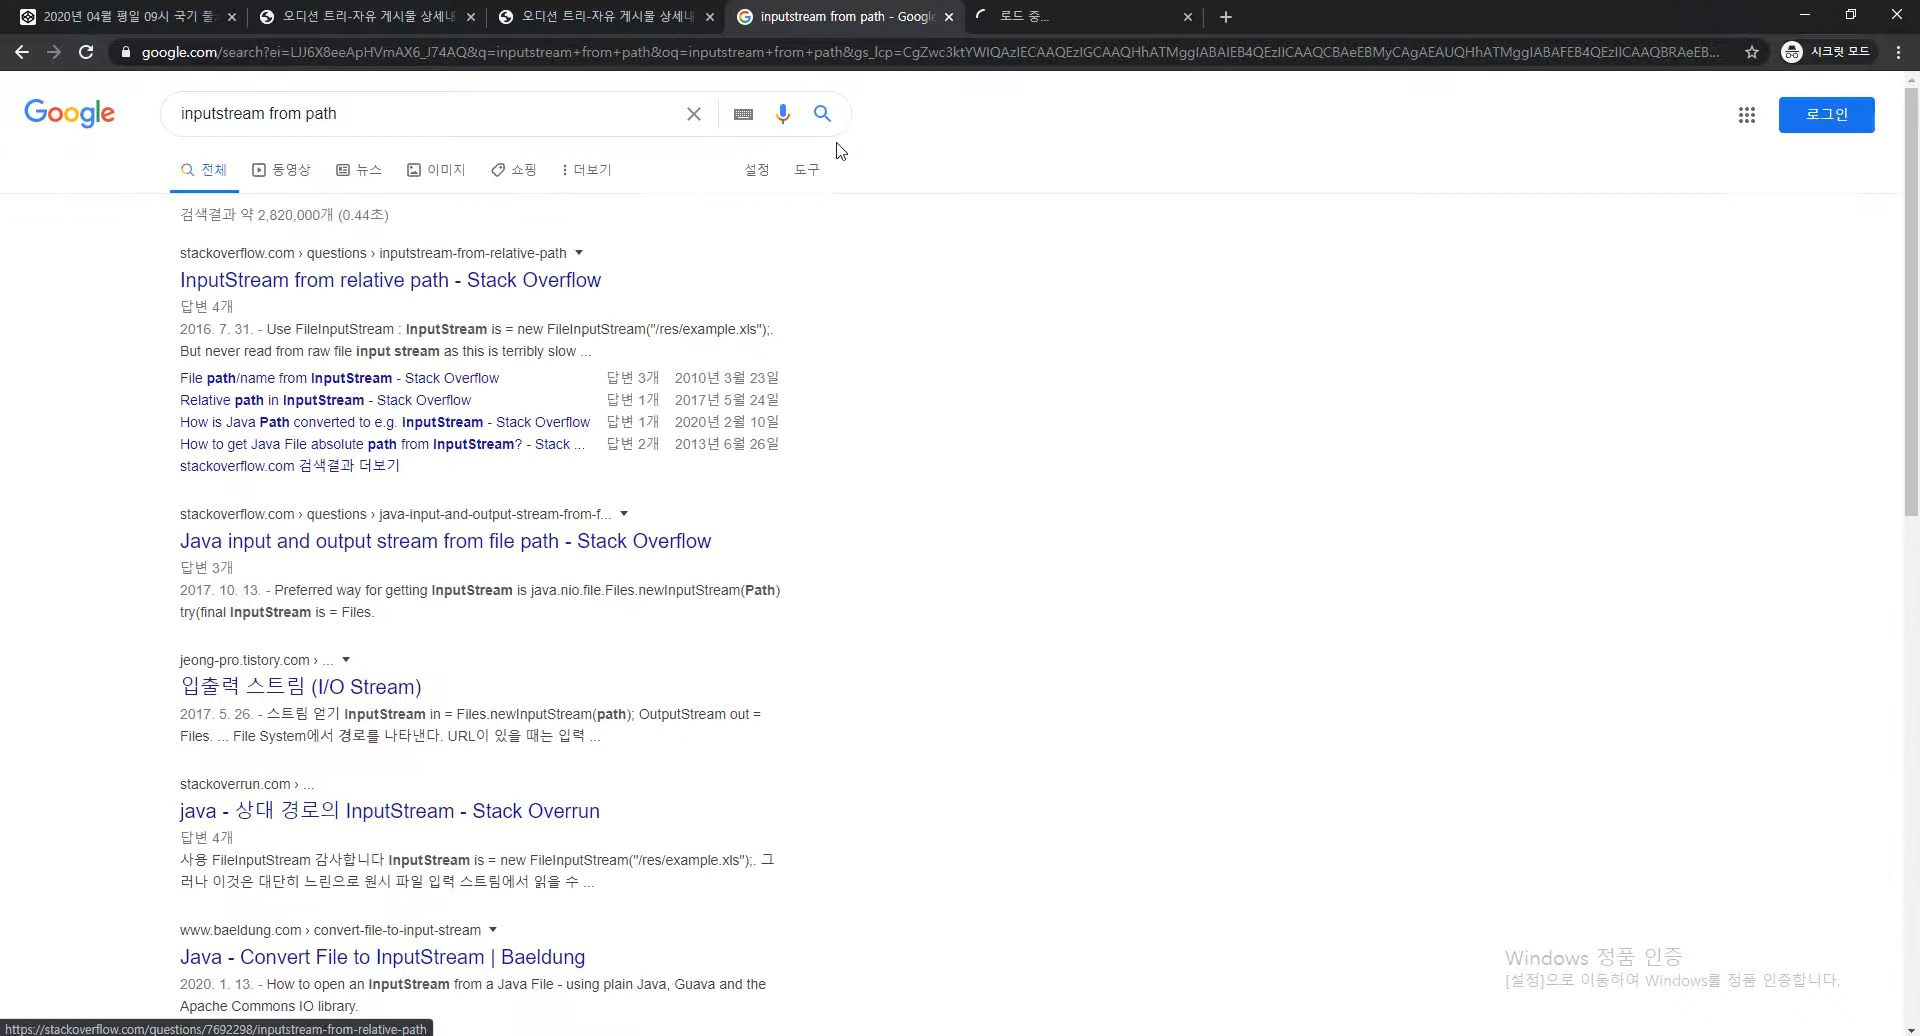 2020년 04월 평일 09시 국기 폴
오디션 트리-자유 게시물 상세내
오디션 트리-자유 게시물 상세내
inputstream from path - Google
로드 중...
google.com/search?ei=LJJ6X8eeApHVmAX6_J74AQ&q=inputstream+from+path&oq=inputstream+from+path&gs_lcp=CgZwc3ktYWIQAzIECAAQEzIGCAAQHhATMggIABAIEB4QEzIICAAQCBAeEBMyCAgAEAUQHhATMggIABAFEB4QEzIICAAQBRAeEB...
시크릿 모드
Google
inputstream from path
로그인
전체 동영상 뉴스 이미지 쇼핑 더보기 설정 도구
검색결과 약 2,820,000개 (0.44초)
stackoverflow.com › questions › inputstream-from-relative-path
InputStream from relative path - Stack Overflow
답변 4개
2016. 7. 31. - Use FileInputStream : InputStream is = new FileInputStream("/res/example.xls");.
But never read from raw file input stream as this is terribly slow ...
File path/name from InputStream - Stack Overflow 답변 3개 2010년 3월 23일
Relative path in InputStream - Stack Overflow 답변 1개 2017년 5월 24일
How is Java Path converted to e.g. InputStream - Stack Overflow 답변 1개 2020년 2월 10일
How to get Java File absolute path from InputStream? - Stack ... 답변 2개 2013년 6월 26일
stackoverflow.com 검색결과 더보기
stackoverflow.com › questions › java-input-and-output-stream-from-f...
Java input and output stream from file path - Stack Overflow
답변 3개
2017. 10. 13. - Preferred way for getting InputStream is java.nio.file.Files.newInputStream(Path)
try(final InputStream is = Files.
jeong-pro.tistory.com › ...
입출력 스트림 (I/O Stream)
2017. 5. 26. - 스트림 얻기 InputStream in = Files.newInputStream(path); OutputStream out =
Files. ... File System에서 경로를 나타낸다. URL이 있을 때는 입력 ...
stackoverrun.com › ...
java - 상대 경로의 InputStream - Stack Overrun
답변 4개
사용 FileInputStream 감사합니다 InputStream is = new FileInputStream("/res/example.xls");. 그
러나 이것은 대단히 느린으로 원시 파일 입력 스트림에서 읽을 수 ...
www.baeldung.com › convert-file-to-input-stream
Java - Convert File to InputStream | Baeldung
2020. 1. 13. - How to open an InputStream from a Java File - using plain Java, Guava and the
Apache Commons IO library.
Windows 정품 인증
[설정]으로 이동하여 Windows를 정품 인증합니다.
https://stackoverflow.com/questions/7692298/inputstream-from-relative-path